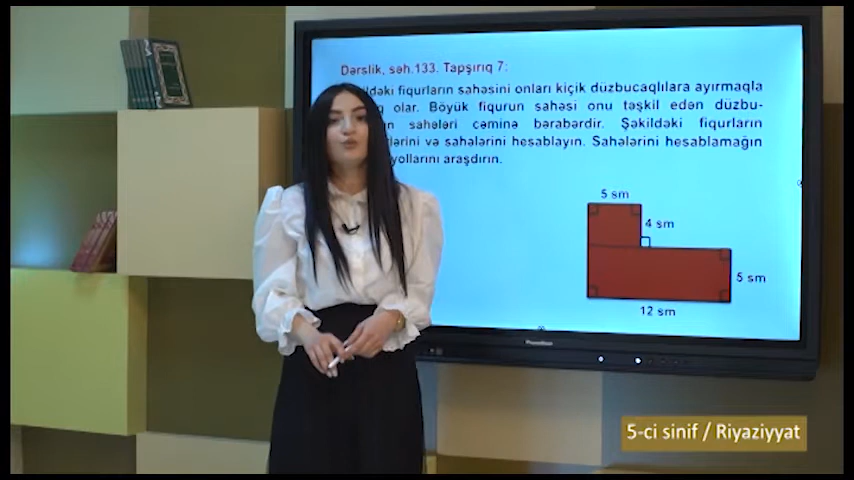 Dərslik, səh.133. Tapşırıq 7:
ldəki fiqurların sahəsini onları kiçik düzbucaqlılara ayırmaqla
olar. Böyük fiqurun sahəsi onu təşkil edən düzbu-
sahələri cəminə bərabərdir. Şəkildəki fiqurların
lərini və sahələrini hesablayın. Sahələrini hesablamağın
yollarını araşdırın.
5 sm
4 sm
5 sm
12 sm
5-ci sinif / Riyaziyyat